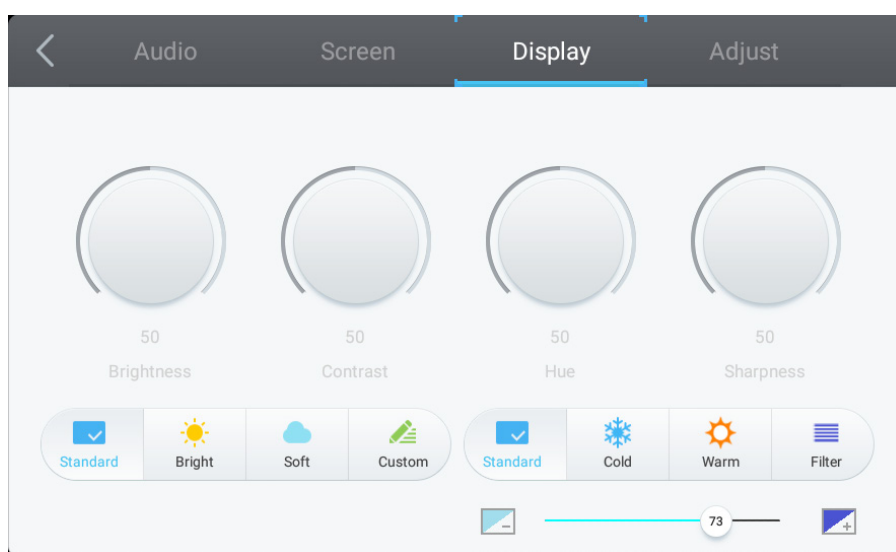 Audio Screen Display Adjust
50 50 50 50
Brightness Contrast Hue Sharpness
Standard Bright Soft Custom Standard Cold Warm Filter
73